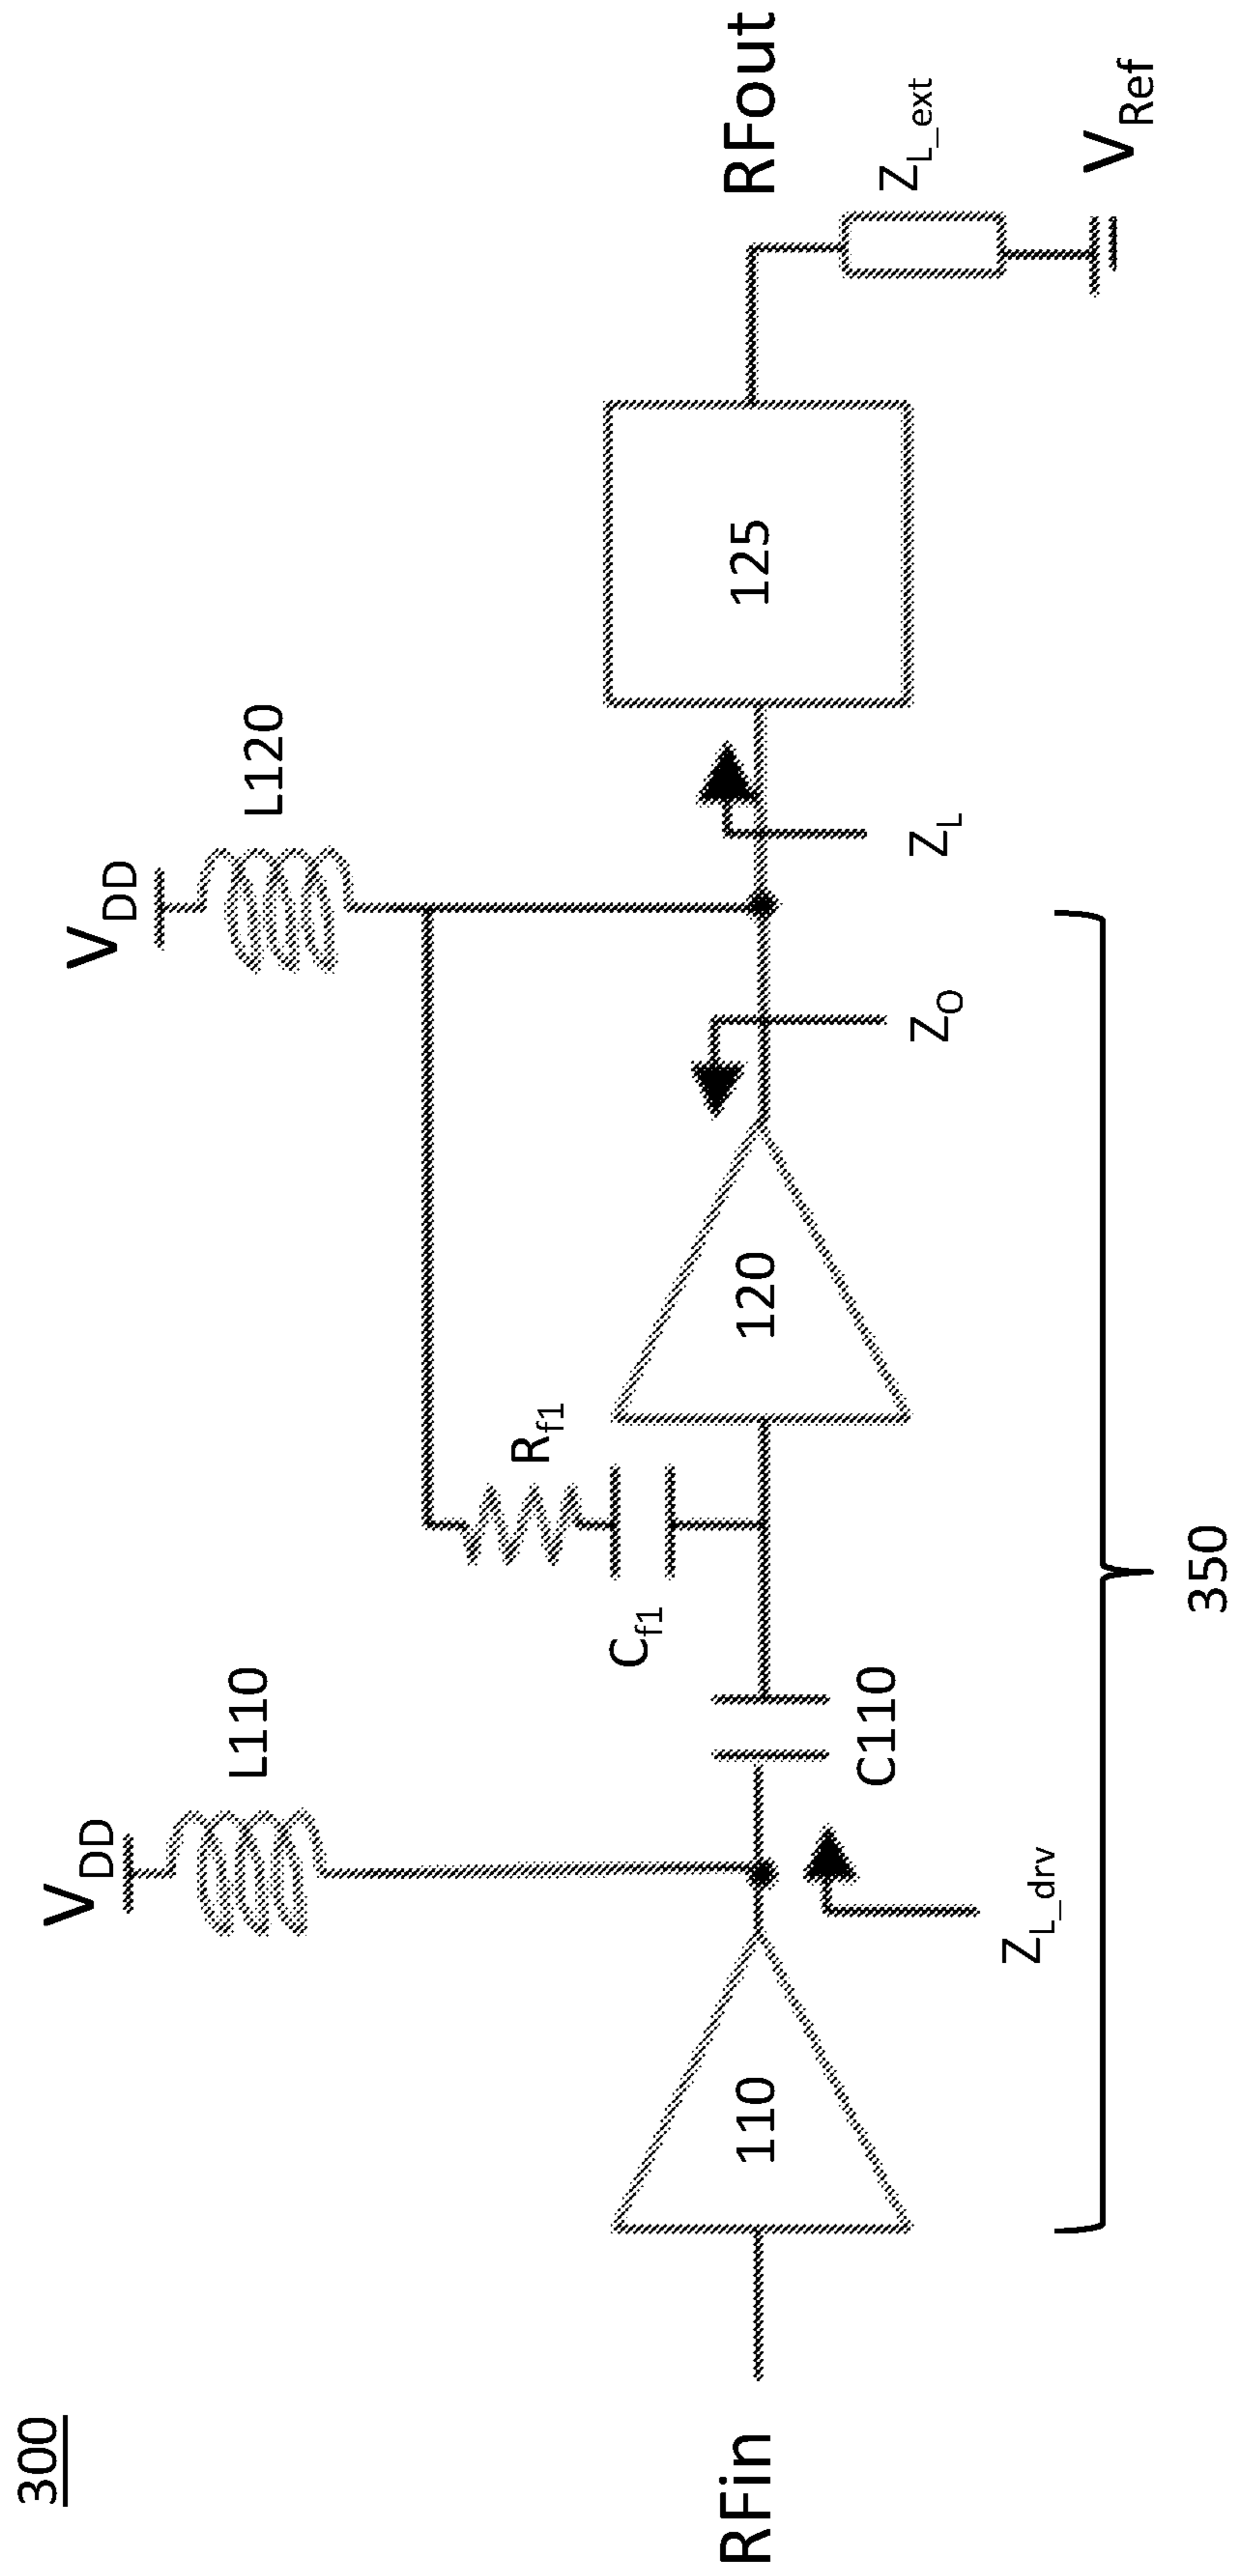 300
V_DD
L110
V_DD
L120
R_f1
C_f1
RFin
110
C110
120
125
RFout
Z_L_drv
Z_O
Z_L
Z_L_ext
V_Ref
350